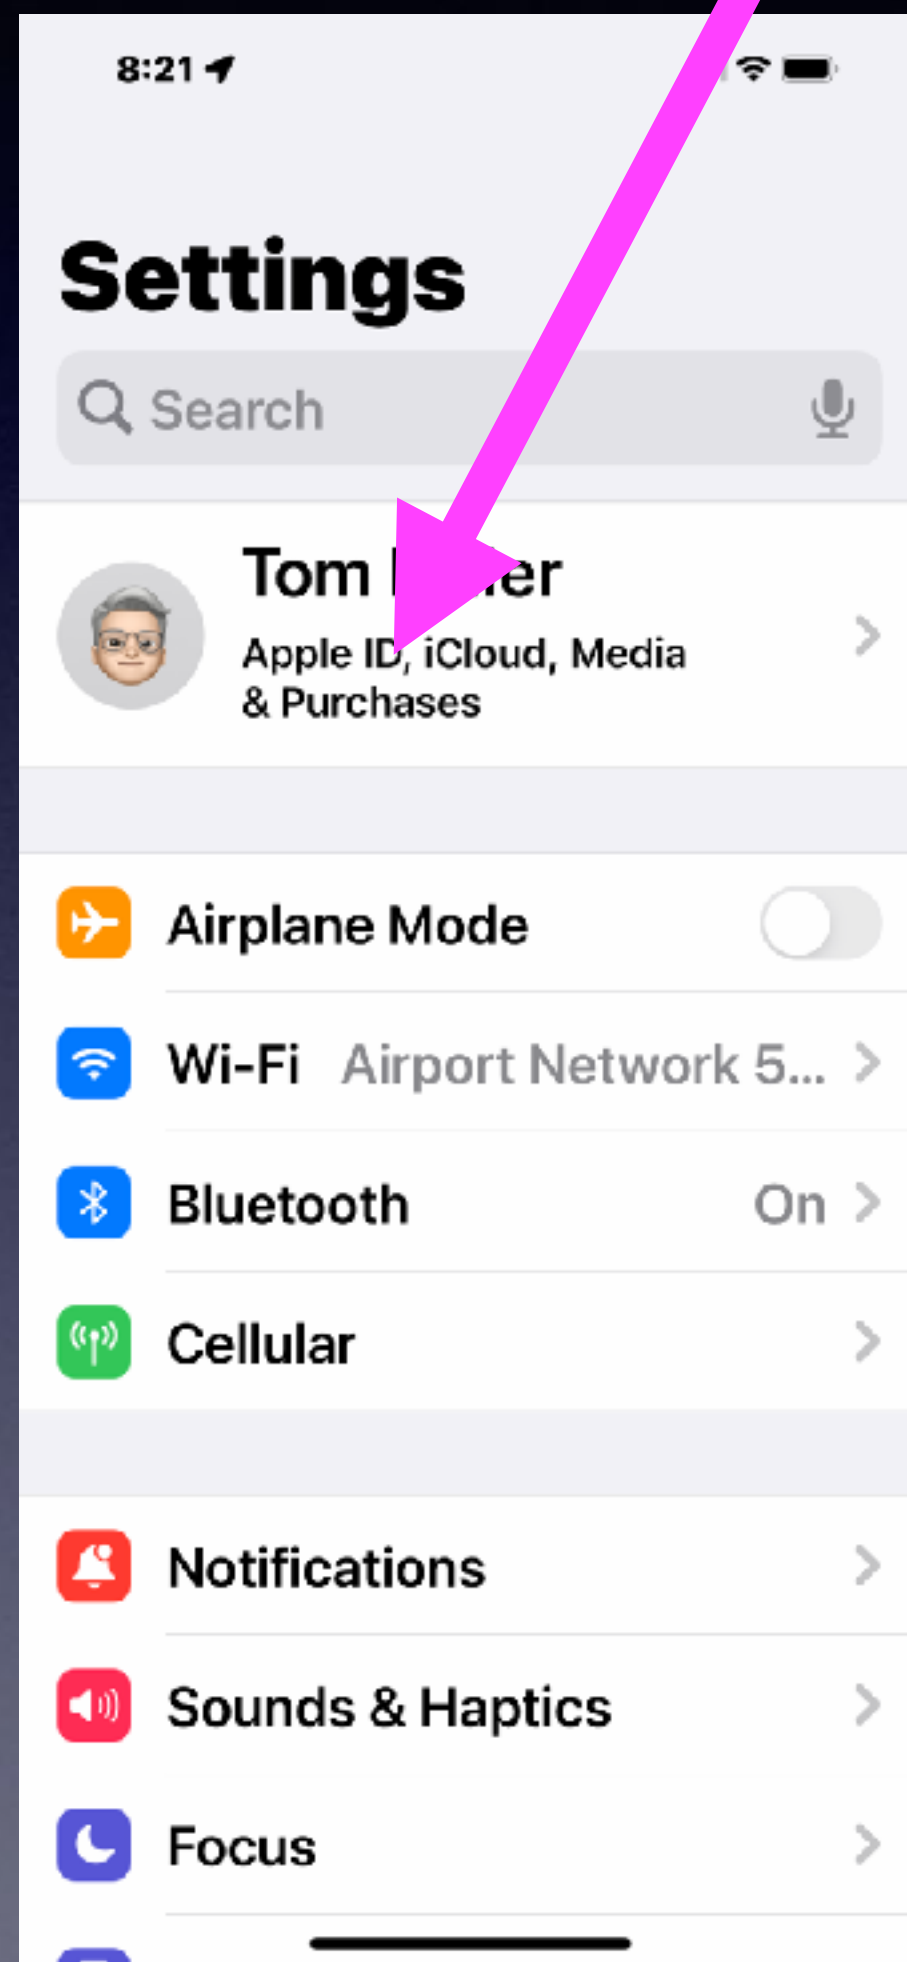 8:21
Settings
Search
Tom
Apple ID, iCloud, Media
& Purchases
Airplane Mode
Wi-Fi Airport Network 5...
Bluetooth On
Cellular
Notifications
Sounds & Haptics
Focus